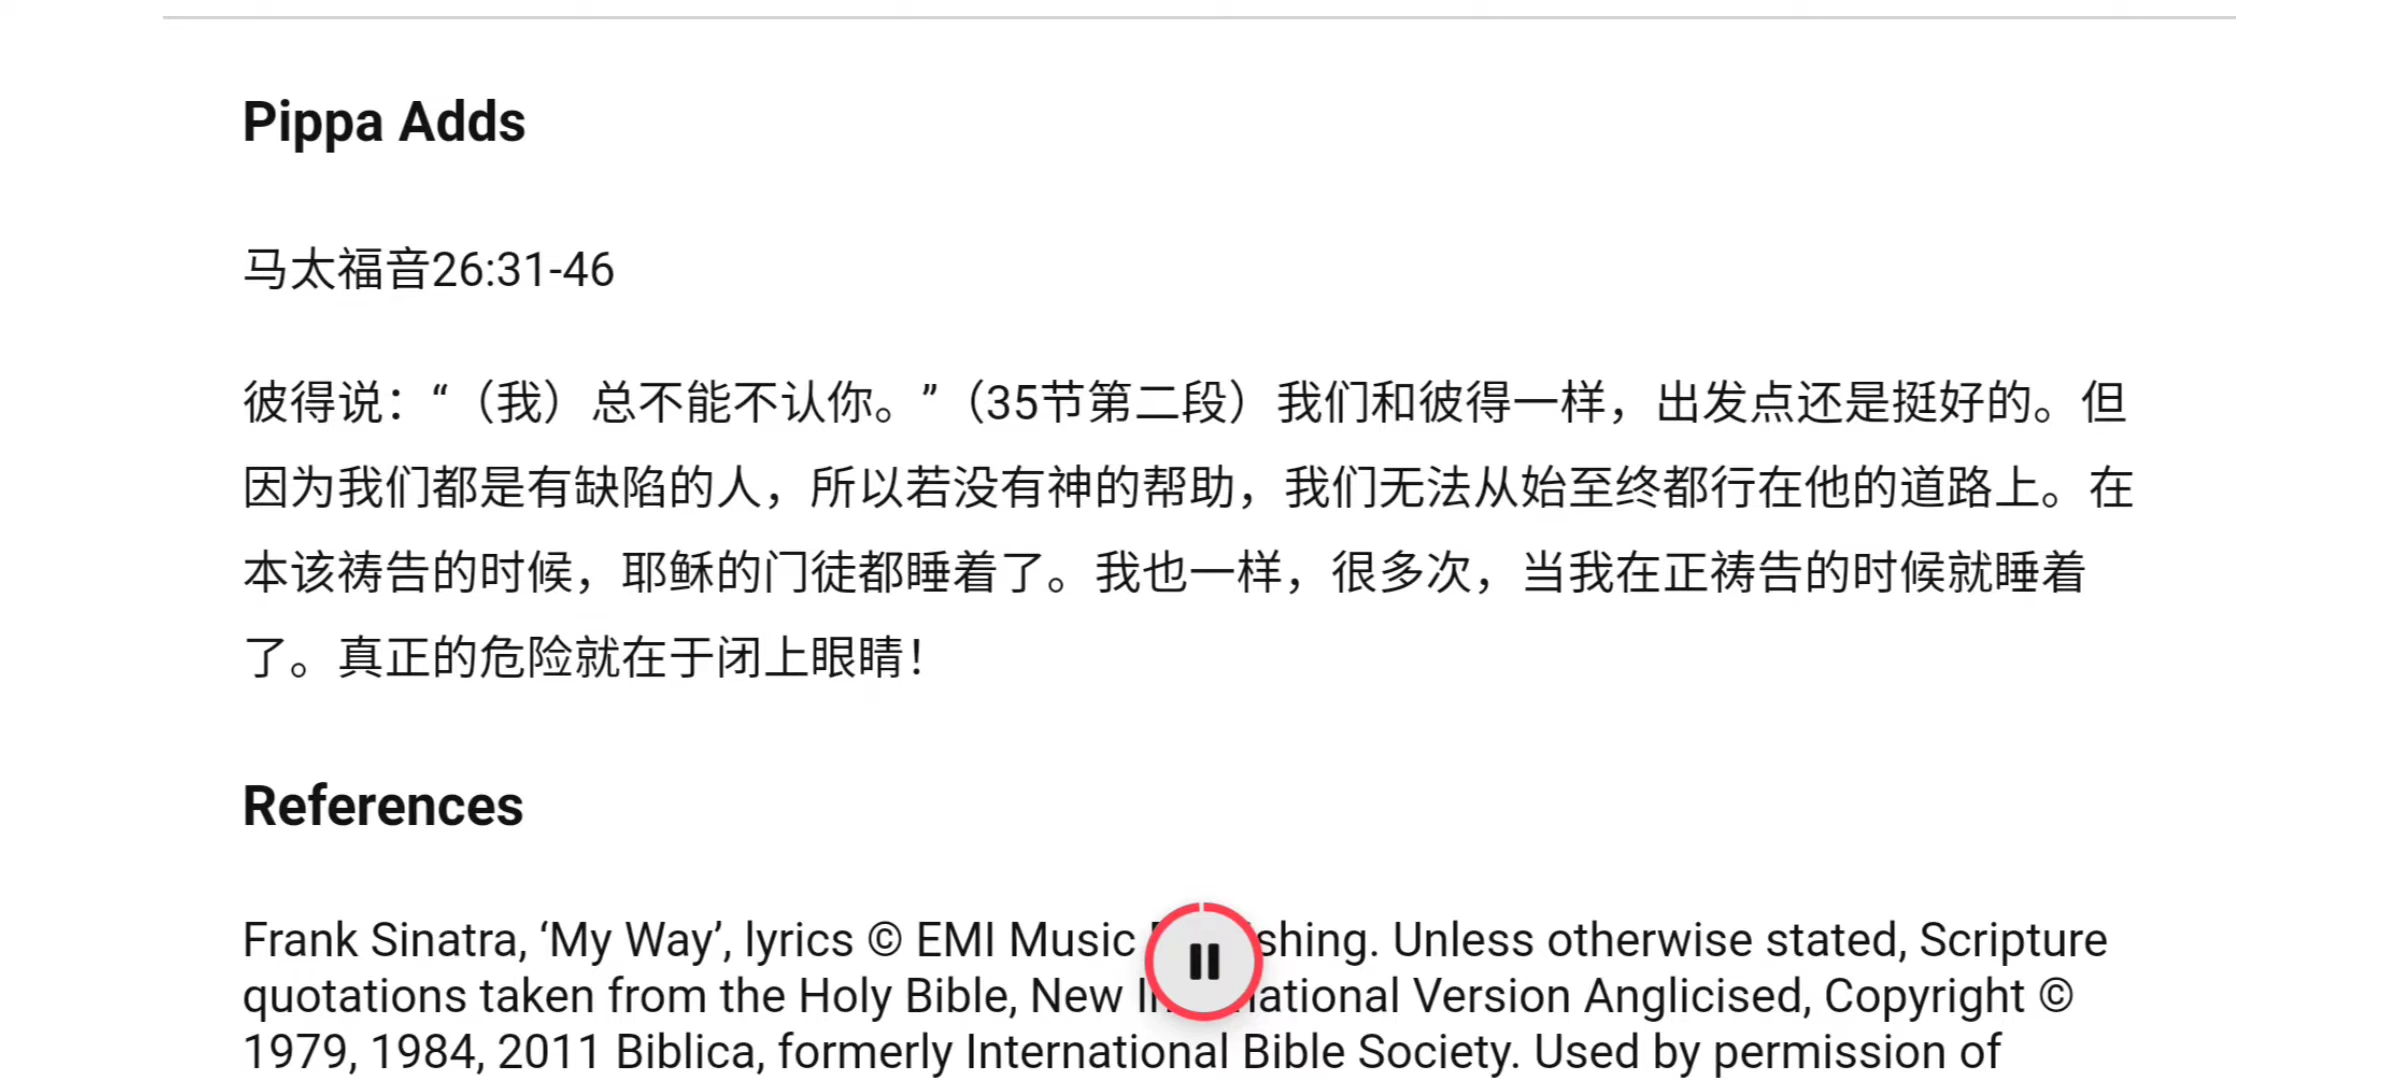 Pippa Adds
马太福音26:31-46
彼得说：“（我）总不能不认你。”（35节第二段）我们和彼得一样，出发点还是挺好的。但
因为我们都是有缺陷的人，所以若没有神的帮助，我们无法从始至终都行在他的道路上。在
本该祷告的时候，耶稣的门徒都睡着了。我也一样，很多次，当我在正祷告的时候就睡着
了。真正的危险就在于闭上眼睛！
References
Frank Sinatra, ‘My Way’, lyrics © EMI Music shing. Unless otherwise stated, Scripture
quotations taken from the Holy Bible, New ational Version Anglicised, Copyright ©
1979, 1984, 2011 Biblica, formerly International Bible Society. Used by permission of